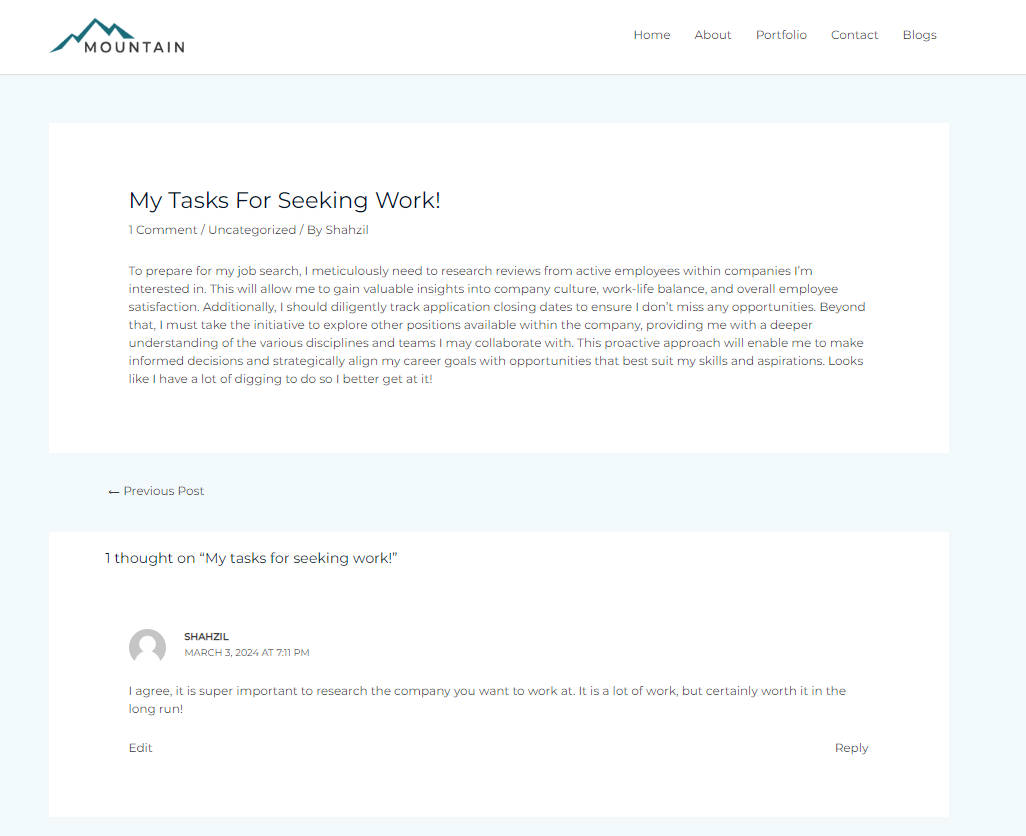 MOUNTAIN
Home About Portfolio Contact Blogs
My Tasks For Seeking Work!
1 Comment / Uncategorized / By Shahzil
To prepare for my job search, I meticulously need to research reviews from active employees within companies I’m
interested in. This will allow me to gain valuable insights into company culture, work-life balance, and overall employee
satisfaction. Additionally, I should diligently track application closing dates to ensure I don’t miss any opportunities. Beyond
that, I must take the initiative to explore other positions available within the company, providing me with a deeper
understanding of the various disciplines and teams I may collaborate with. This proactive approach will enable me to make
informed decisions and strategically align my career goals with opportunities that best suit my skills and aspirations. Looks
like I have a lot of digging to do so I better get at it!
← Previous Post
1 thought on “My tasks for seeking work!”
SHAHZIL
MARCH 3, 2024 AT 7:11 PM
I agree, it is super important to research the company you want to work at. It is a lot of work, but certainly worth it in the
long run!
Edit Reply